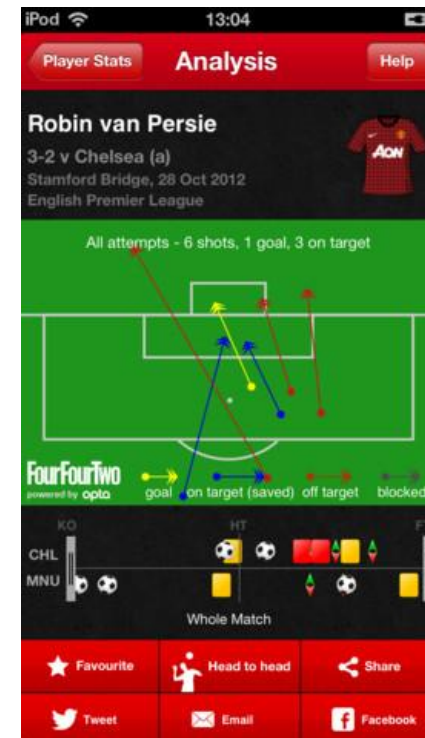 iPod 13:04
Player Stats Analysis Help
Robin van Persie
3-2 v Chelsea (a)
Stamford Bridge, 28 Oct 2012
English Premier League
AON
All attempts - 6 shots, 1 goal, 3 on target
FourFourTwo
powered by opta
goal on target (saved) off target blocked
KO HT F
CHL
MNU
Whole Match
Favourite Head to head Share
Tweet Email Facebook